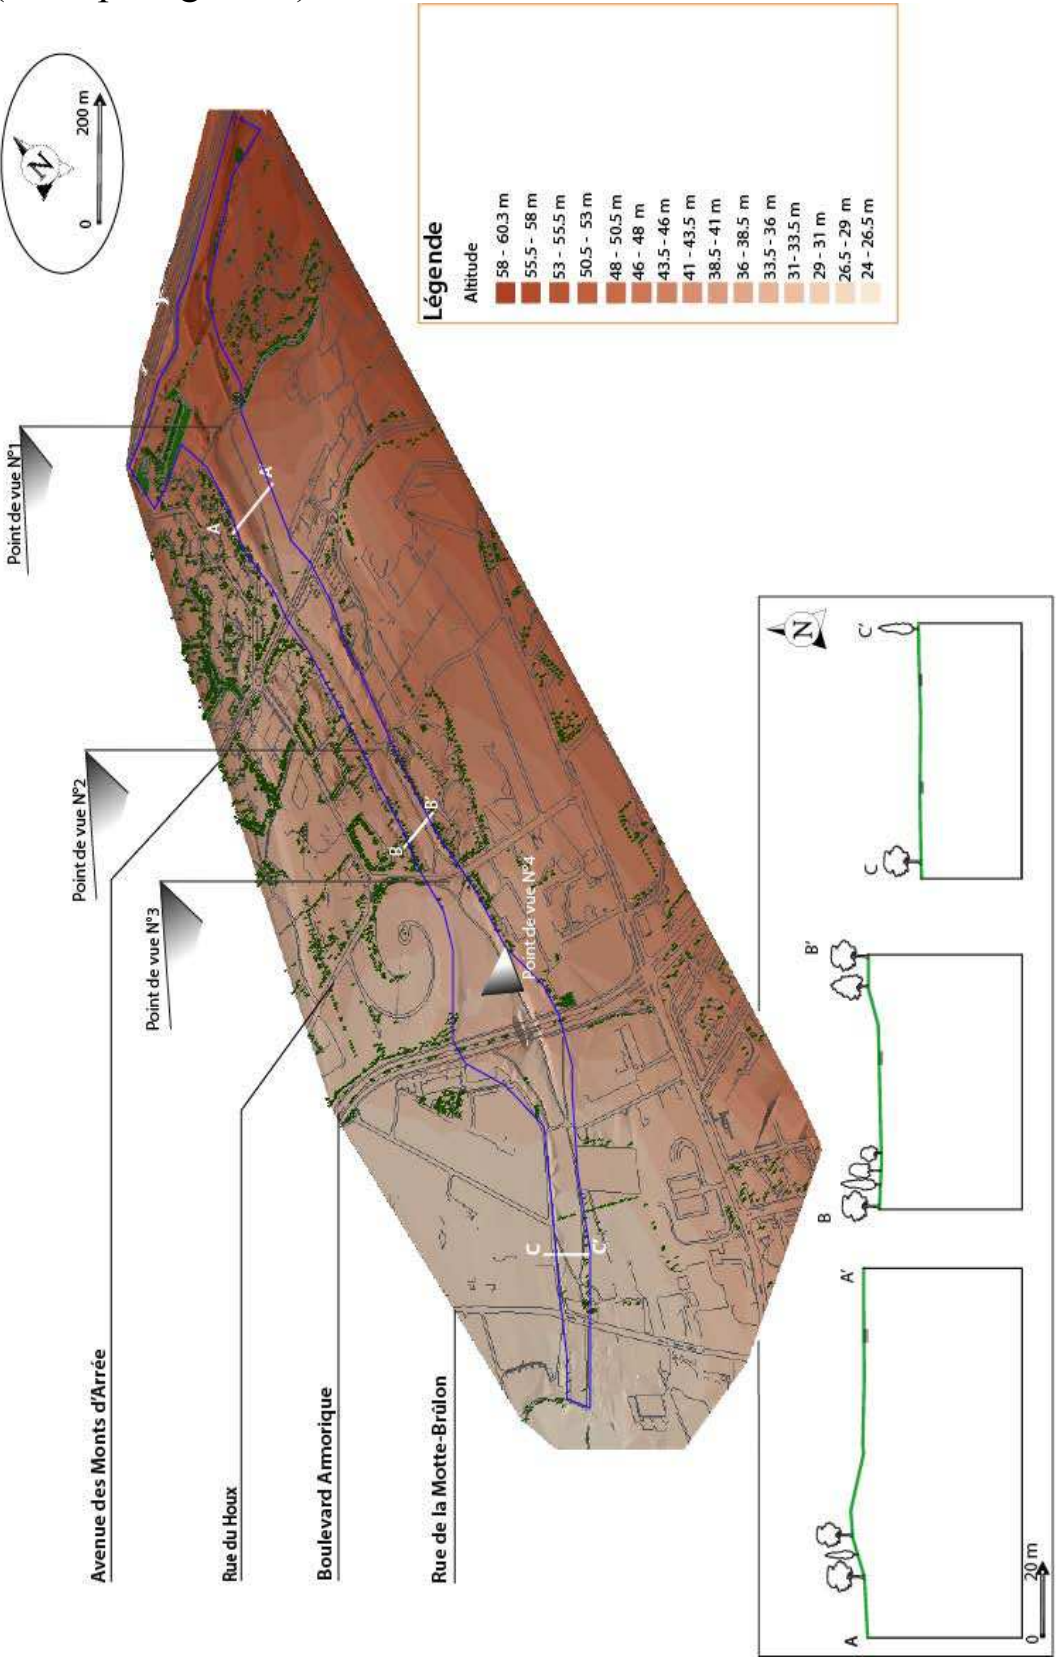 Point de vue N°1
Point de vue N°2
Point de vue N°3
Point de vue N°4
Avenue des Monts d'Arrée
Rue du Houx
Boulevard Armorique
Rue de la Motte-Brûlon
N
0 200 m
A
A'
B
B'
C
C'
Légende
Altitude
58 - 60.3 m
55.5 - 58 m
53 - 55.5 m
50.5 - 53 m
48 - 50.5 m
46 - 48 m
43.5 - 46 m
41 - 43.5 m
38.5 - 41 m
36 - 38.5 m
33.5 - 36 m
31- 33.5 m
29 - 31 m
26.5 - 29 m
24 - 26.5 m
A
A'
B
B'
C
C'
N
0 20 m